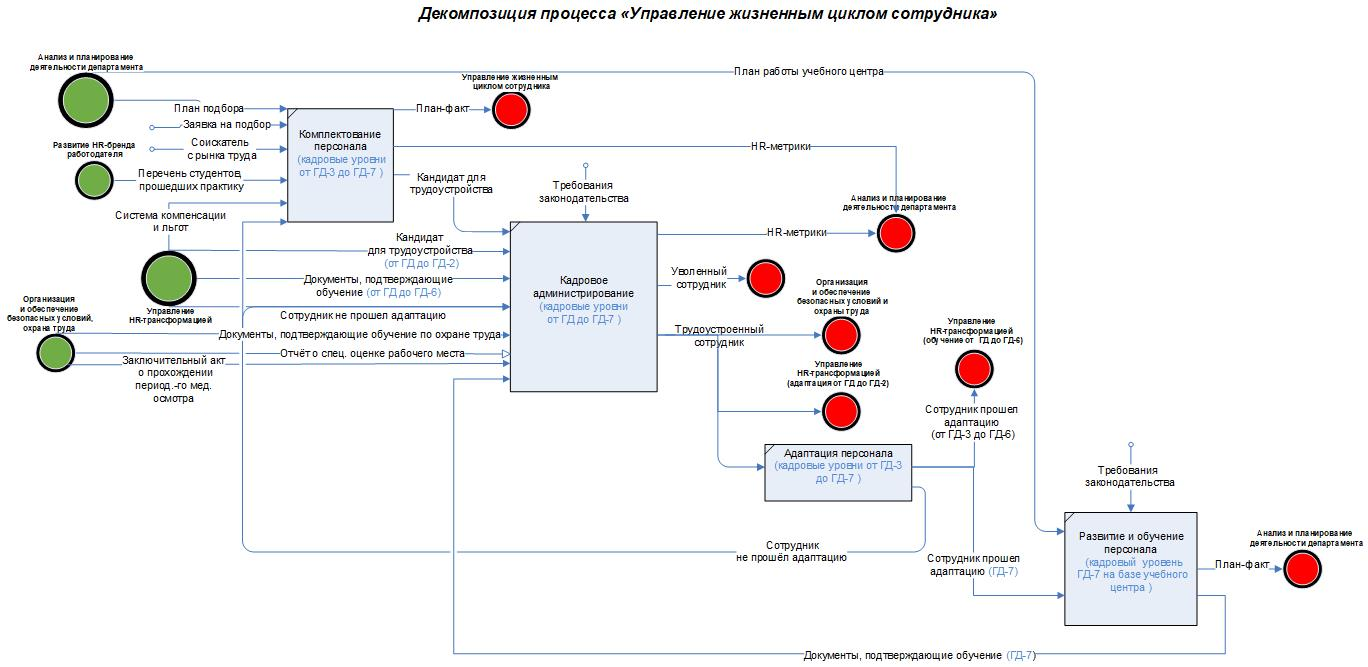 Декомпозиция процесса «Управление жизненным циклом сотрудника»
Анализ и планирование
деятельности департамента
План работы учебного центра
Управление жизненным
циклом сотрудника
План подбора
План-факт
Заявка на подбор
Соискатель
с рынка труда
Комплектование
персонала
(кадровые уровни
от ГД-3 до ГД-7 )
HR-метрики
Развитие HR-бренда
работодателя
Перечень студентов,
прошедших практику
Кандидат для
трудоустройства
Требования
законодательства
Анализ и планирование
деятельности департамента
Система компенсации
и льгот
HR-метрики
Кандидат
для трудоустройства
(от ГД до ГД-2)
Документы, подтверждающие
обучение (от ГД до ГД-6)
Кадровое
администрирование
(кадровые уровни
от ГД до ГД-7 )
Уволенный
сотрудник
Организация
и обеспечение
безопасных условий и
охраны труда
Организация
и обеспечение
безопасных условий,
охрана труда
Управление
HR-трансформацией
Сотрудник не прошел адаптацию
Документы, подтверждающие обучение по охране труда
Трудоустроенный
сотрудник
Управление
HR-трансформацией
(обучение от ГД до ГД-6)
Отчёт о спец. оценке рабочего места
Заключительный акт
о прохождении
период.-го мед.
осмотра
Управление
HR-трансформацией
(адаптация от ГД до ГД-2)
Сотрудник прошел
адаптацию
(от ГД-3 до ГД-6)
Адаптация персонала
(кадровые уровни от ГД-3
до ГД-7 )
Требования
законодательства
Сотрудник
не прошёл адаптацию
Сотрудник прошел
адаптацию (ГД-7)
Развитие и обучение
персонала
(кадровый уровень
ГД-7 на базе учебного
центра )
План-факт
Анализ и планирование
деятельности департамента
Документы, подтверждающие обучение (ГД-7)